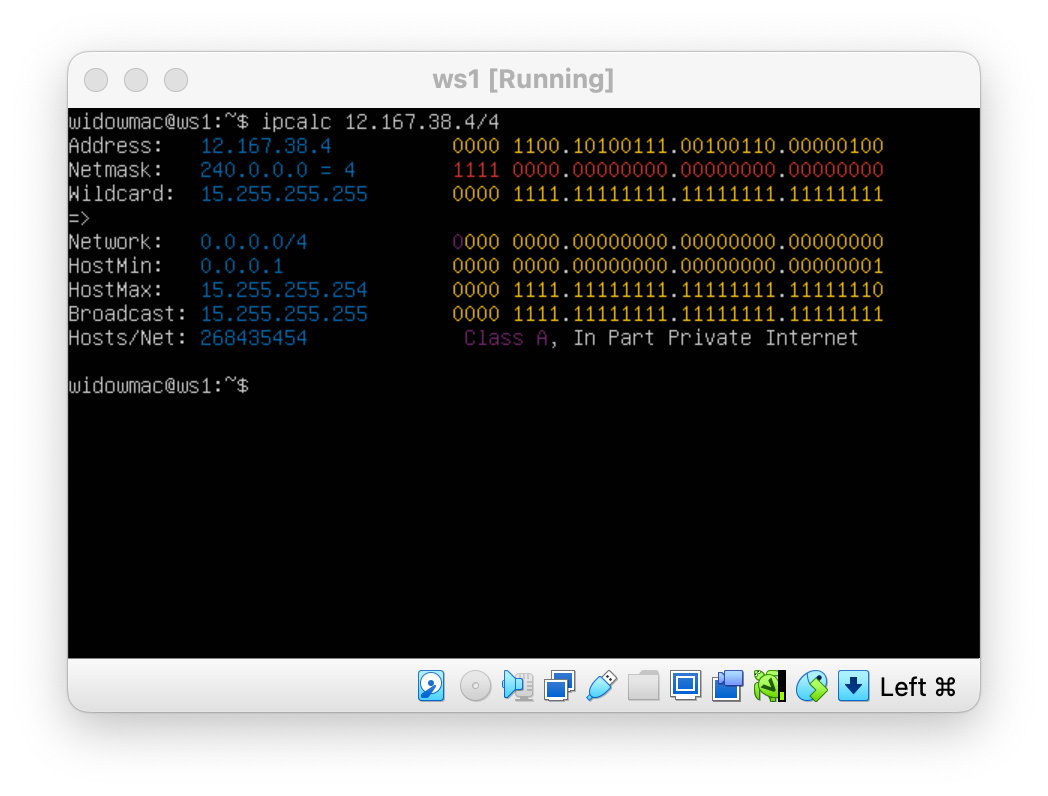 ws1 [Running]
widowmac@ws1:~$ ipcalc 12.167.38.4/4
Address:   12.167.38.4          0000 1100.10100111.00100110.00000100
Netmask:   240.0.0.0 = 4        1111 0000.00000000.00000000.00000000
Wildcard:  15.255.255.255       0000 1111.11111111.11111111.11111111
=>
Network:   0.0.0.0/4            0000 0000.00000000.00000000.00000000
HostMin:   0.0.0.1              0000 0000.00000000.00000000.00000001
HostMax:   15.255.255.254       0000 1111.11111111.11111111.11111110
Broadcast: 15.255.255.255       0000 1111.11111111.11111111.11111111
Hosts/Net: 268435454             Class A, In Part Private Internet
widowmac@ws1:~$
Left ⌘